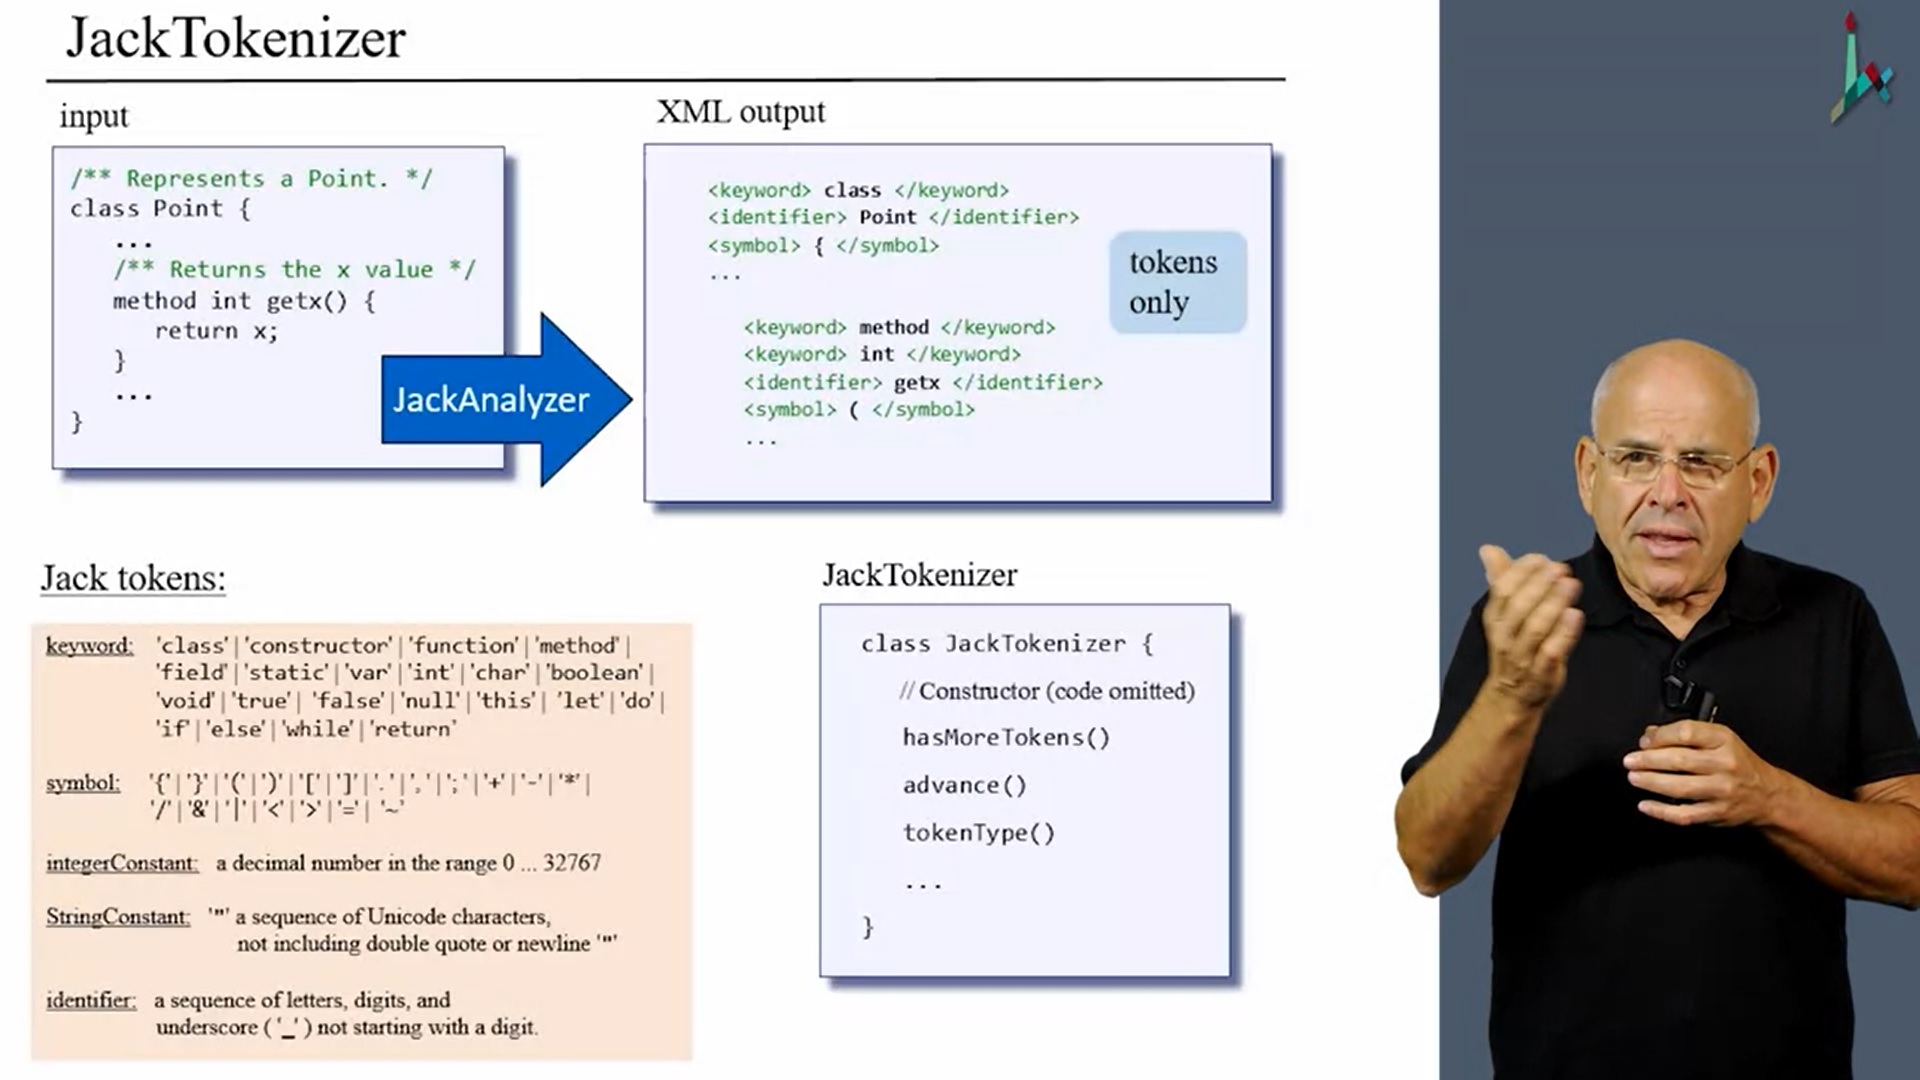 JackTokenizer
input
/** Represents a Point. */
class Point {
...
/** Returns the x value */
method int getx() {
return x;
}
...
}
JackAnalyzer
XML output
<keyword> class </keyword>
<identifier> Point </identifier>
<symbol> { </symbol>
...
<keyword> method </keyword>
<keyword> int </keyword>
<identifier> getx </identifier>
<symbol> ( </symbol>
...
tokens
only
Jack tokens:
keyword: 'class'|'constructor'|'function'|'method'|
'field'|'static'|'var'|'int'|'char'|'boolean'|
'void'|'true'| 'false'|'null'|'this'| 'let'|'do'|
'if'|'else'|'while'|'return'
symbol: '{'|'}'|'('|')'|'['|']'|'.'|','|';'|'+'|'-'|'*'|
'/'|'&'|'|'|'<'|'>'|'='| '~'
integerConstant: a decimal number in the range 0 ... 32767
StringConstant: '"' a sequence of Unicode characters,
not including double quote or newline '"'
identifier: a sequence of letters, digits, and
underscore ( '_' ) not starting with a digit.
JackTokenizer
class JackTokenizer {
// Constructor (code omitted)
hasMoreTokens()
advance()
tokenType()
...
}